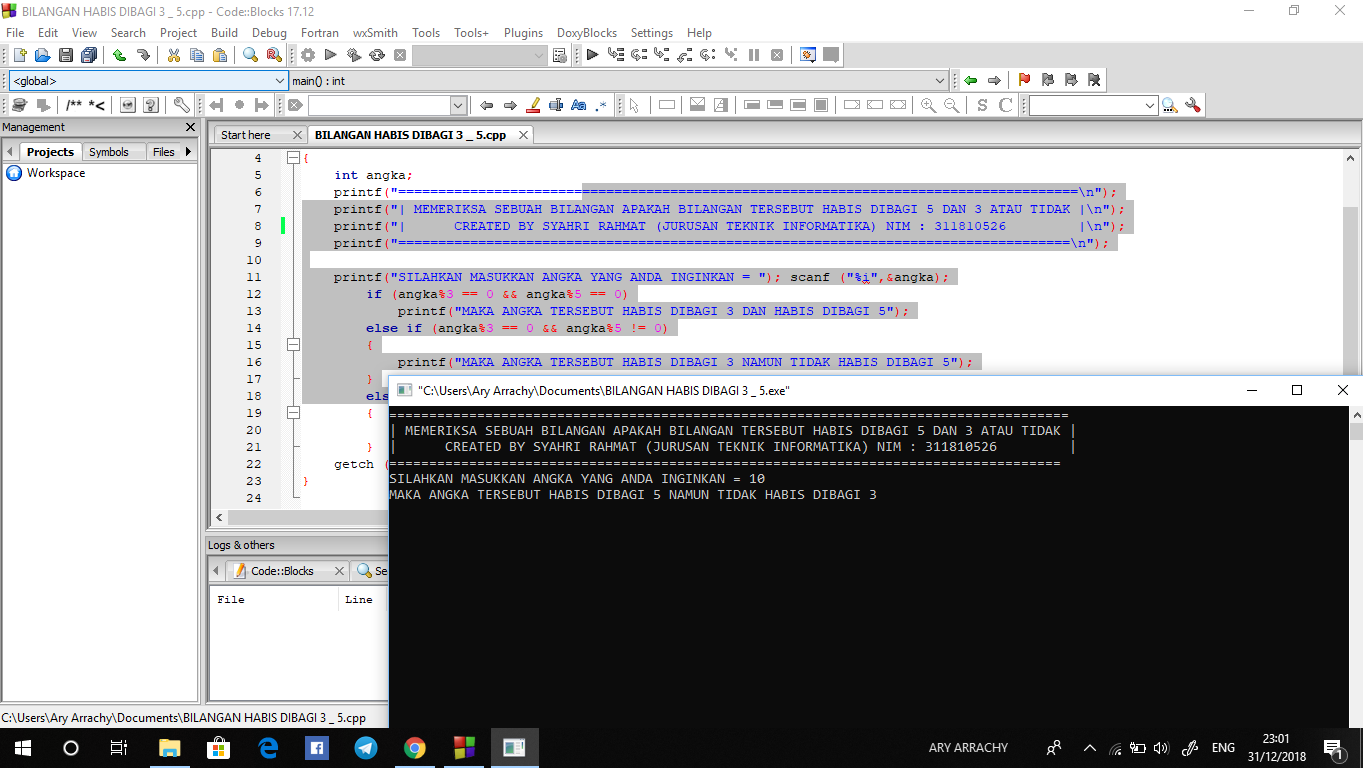 BILANGAN HABIS DIBAGI 3 _ 5.cpp - Code::Blocks 17.12
File Edit View Search Project Build Debug Fortran wxSmith Tools Tools+ Plugins DoxyBlocks Settings Help
<global> main() : int
/** *< Aa .* S C
Management
Start here BILANGAN HABIS DIBAGI 3 _ 5.cpp
Projects Symbols Files
Workspace
4 {
5 int angka;
6 printf("=====================================================================================\n");
7 printf("| MEMERIKSA SEBUAH BILANGAN APAKAH BILANGAN TERSEBUT HABIS DIBAGI 5 DAN 3 ATAU TIDAK |\n");
8 printf("| CREATED BY SYAHRI RAHMAT (JURUSAN TEKNIK INFORMATIKA) NIM : 311810526 |\n");
9 printf("====================================================================================\n");
10
11 printf("SILAHKAN MASUKKAN ANGKA YANG ANDA INGINKAN = "); scanf ("%i",&angka);
12 if (angka%3 == 0 && angka%5 == 0)
13 printf("MAKA ANGKA TERSEBUT HABIS DIBAGI 3 DAN HABIS DIBAGI 5");
14 else if (angka%3 == 0 && angka%5 != 0)
15 {
16 printf("MAKA ANGKA TERSEBUT HABIS DIBAGI 3 NAMUN TIDAK HABIS DIBAGI 5");
17 }
18 els
19 {
20
21 }
22 getch (
23 }
24
"C:\Users\Ary Arrachy\Documents\BILANGAN HABIS DIBAGI 3 _ 5.exe"
=====================================================================================
| MEMERIKSA SEBUAH BILANGAN APAKAH BILANGAN TERSEBUT HABIS DIBAGI 5 DAN 3 ATAU TIDAK |
| CREATED BY SYAHRI RAHMAT (JURUSAN TEKNIK INFORMATIKA) NIM : 311810526 |
====================================================================================
SILAHKAN MASUKKAN ANGKA YANG ANDA INGINKAN = 10
MAKA ANGKA TERSEBUT HABIS DIBAGI 5 NAMUN TIDAK HABIS DIBAGI 3
Logs & others
Code::Blocks Se
File Line
C:\Users\Ary Arrachy\Documents\BILANGAN HABIS DIBAGI 3 _ 5.cpp
ARY ARRACHY ENG 23:01
31/12/2018 1